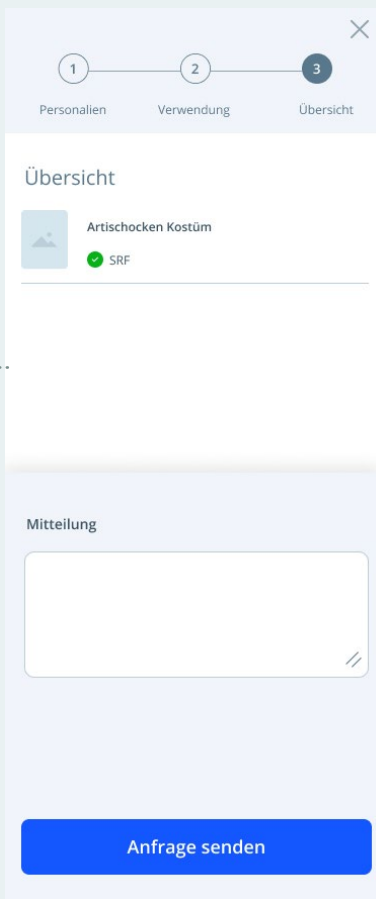 1
2
3
Personalien
Verwendung
Übersicht
Übersicht
Artischocken Kostüm
SRF
Mitteilung
Anfrage senden